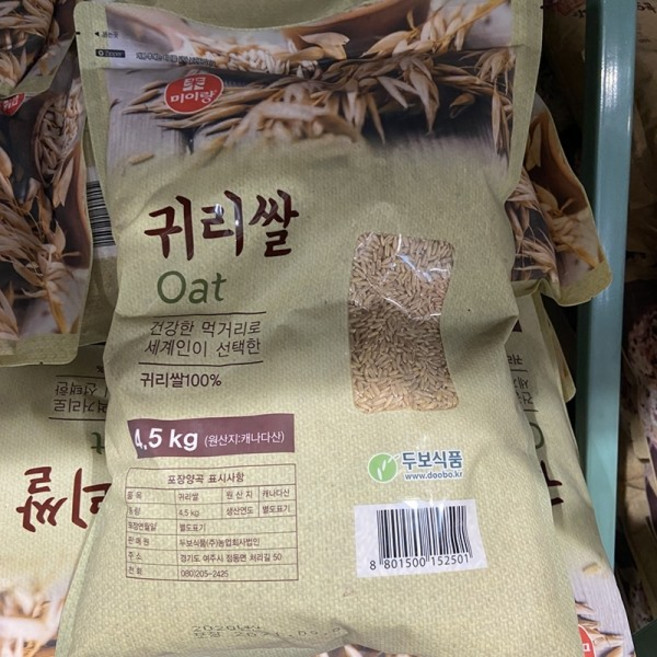 미이랑
귀리쌀
Oat
건강한 먹거리로
세계인이 선택한
귀리쌀100%
4,5 kg (원산지:캐나다산)
두보식품
www.doobo.kr
포장양곡 표시사항
품목 귀리쌀 원산지 캐나다산
중량 4.5 kg 생산연도 별도표기
포장연월일 별도표기
판매원 두보식품(주)농업회사법인
주소 경기도 여주시 점동면 처리길 50
전화 080)205-2425
8 801500 152501